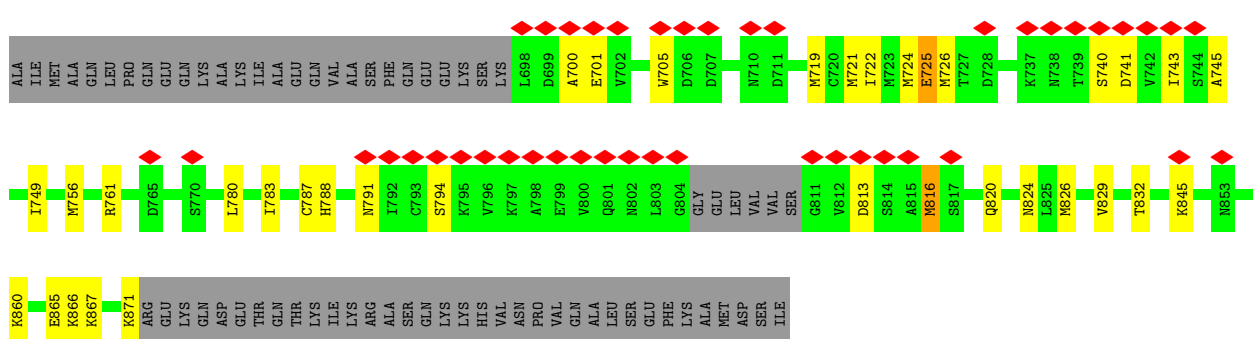 ALA ILE MET ALA GLN LEU PRO GLN GLU GLN LYS ALA LYS ILE ALA GLU GLN VAL ALA SER PHE GLN GLU GLU LYS SER LYS L698 D699 A700 E701 V702 W705 D706 D707 N710 D711 M719 C720 M721 I722 M723 M724 E725 M726 T727 D728 K737 N738 T739 S740 D741 V742 I743 S744 A745
I749 M756 R761 D765 S770 L780 I783 C787 H788 N791 I792 C793 S794 K795 V796 K797 A798 E799 V800 Q801 N802 L803 G804 GLY GLU LEU VAL VAL SER G811 V812 D813 S814 A815 M816 S817 Q820 N824 L825 M826 V829 T832 K845 N853
K860 E865 K866 K867 K871 ARG GLU LYS GLN ASP GLU THR GLN THR LYS ILE LYS ARG ALA SER GLN LYS LYS HIS VAL ASN PRO VAL GLN ALA LEU SER GLU PHE LYS ALA MET ASP SER ILE